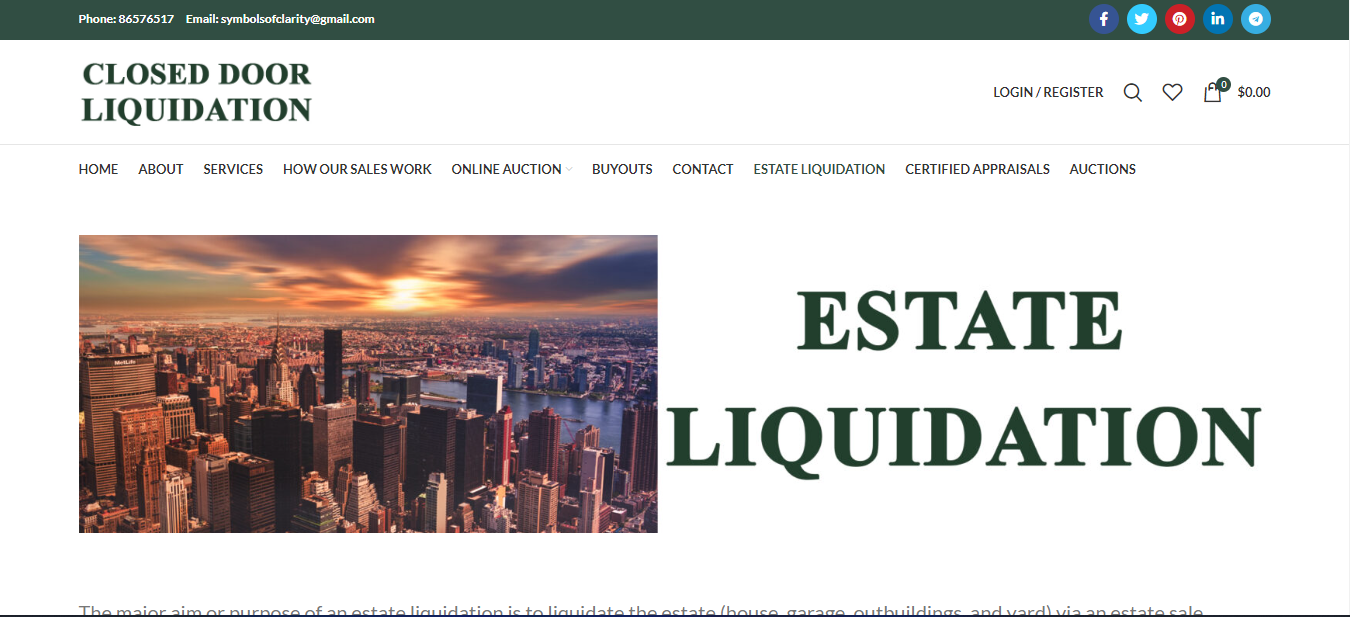 Phone: 86576517 Email: symbolsofclarity@gmail.com
CLOSED DOOR
LIQUIDATION
LOGIN / REGISTER 0 $0.00
HOME ABOUT SERVICES HOW OUR SALES WORK ONLINE AUCTION BUYOUTS CONTACT ESTATE LIQUIDATION CERTIFIED APPRAISALS AUCTIONS
MetLife
ESTATE
LIQUIDATION
The major aim or purpose of an estate liquidation is to liquidate the estate (house, garage, outbuildings, and yard) via an estate sale